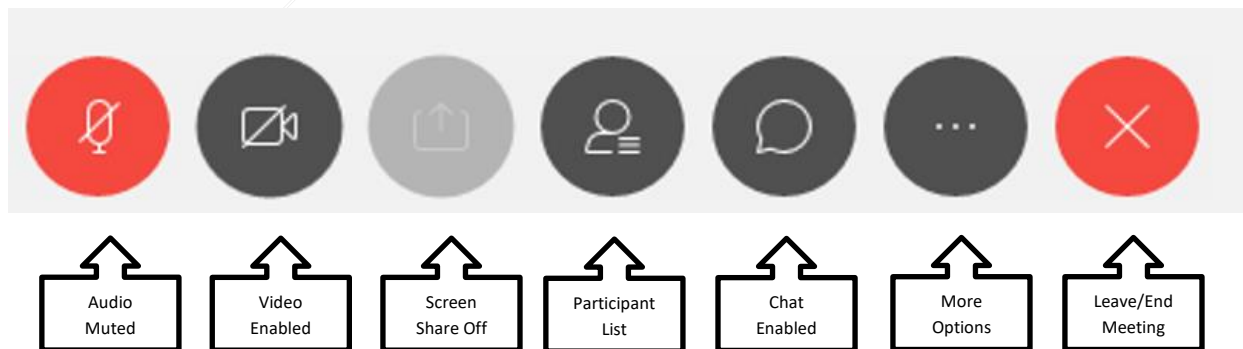 Audio
Muted
Video
Enabled
Screen
Share Off
Participant
List
Chat
Enabled
More
Options
Leave/End
Meeting